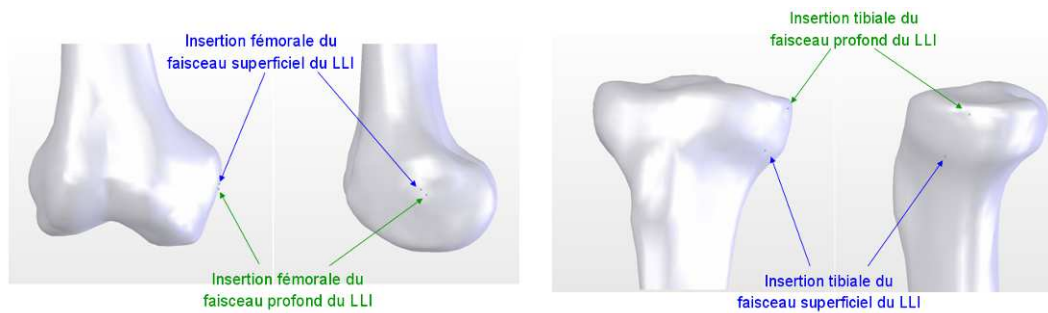 Insertion fémorale du
faisceau superficiel du LLI
Insertion fémorale du
faisceau profond du LLI
Insertion tibiale du
faisceau profond du LLI
Insertion tibiale du
faisceau superficiel du LLI